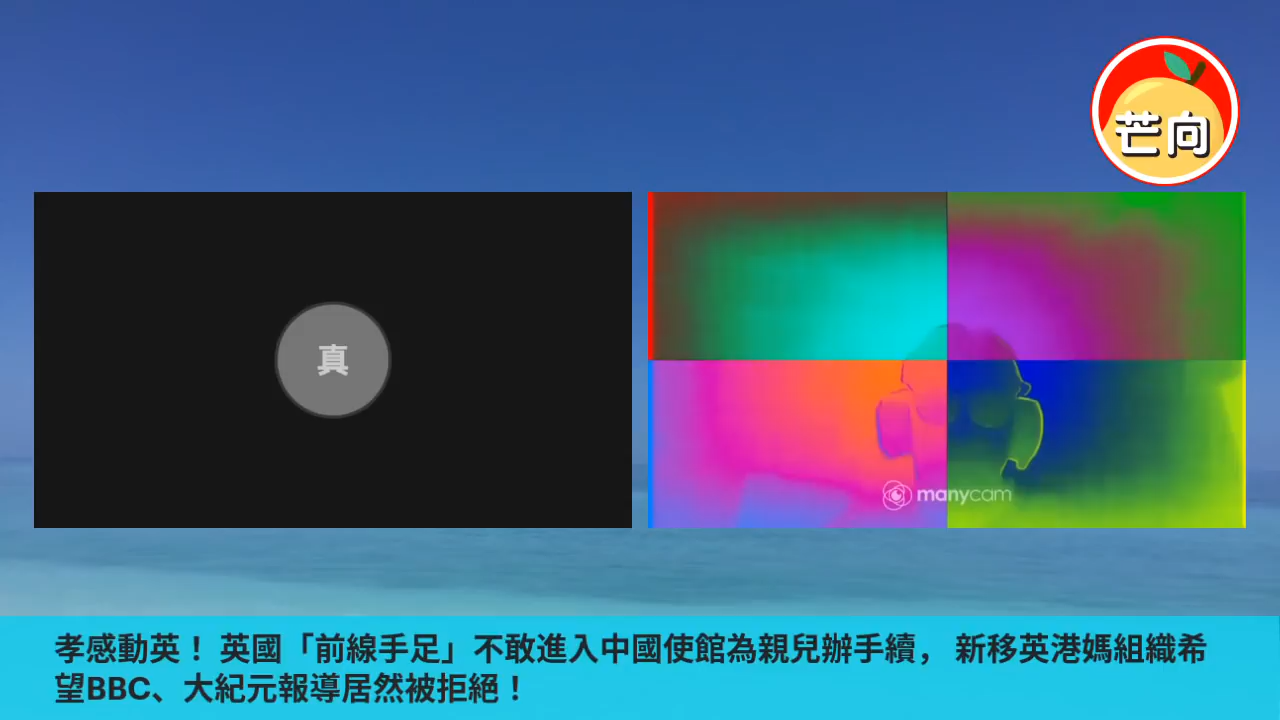 芒向
真
manycam
孝感動英！ 英國「前線手足」不敢進入中國使館為親兒辦手續， 新移英港媽組織希
望BBC、大紀元報導居然被拒絕！